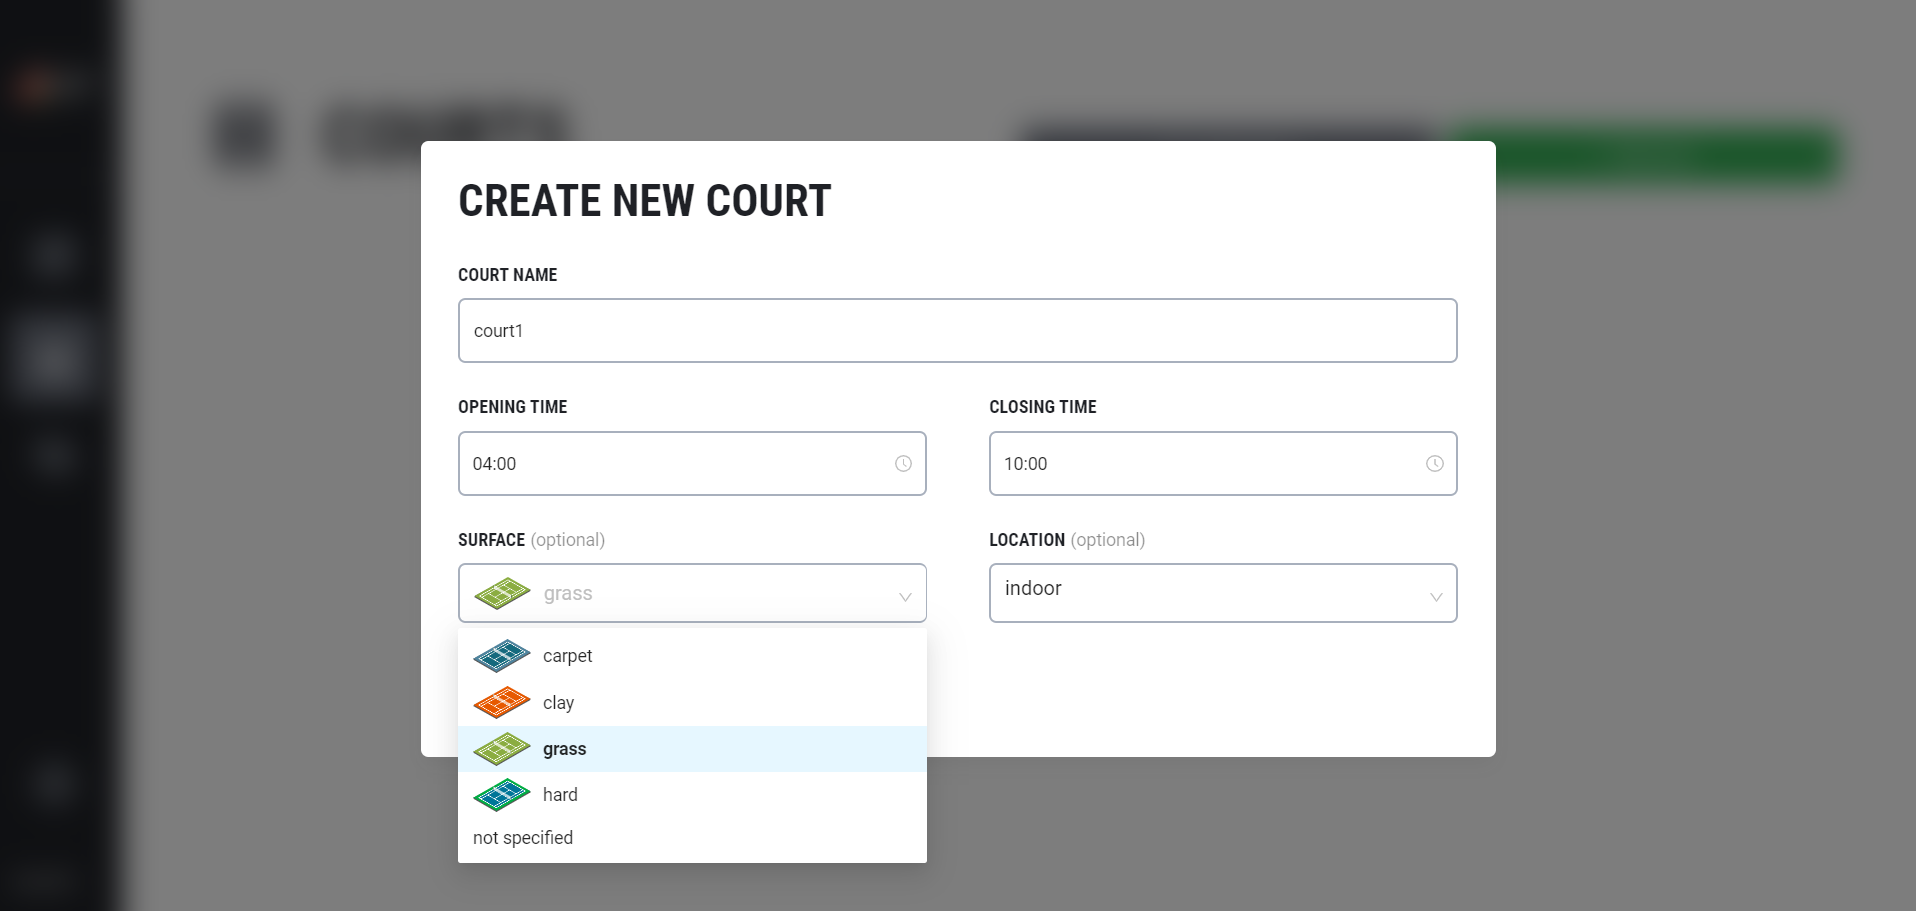 COURTS
CREATE NEW COURT
COURT NAME
court1
OPENING TIME
CLOSING TIME
04:00
10:00
SURFACE (optional)
LOCATION (optional)
grass
indoor
carpet
clay
grass
hard
not specified